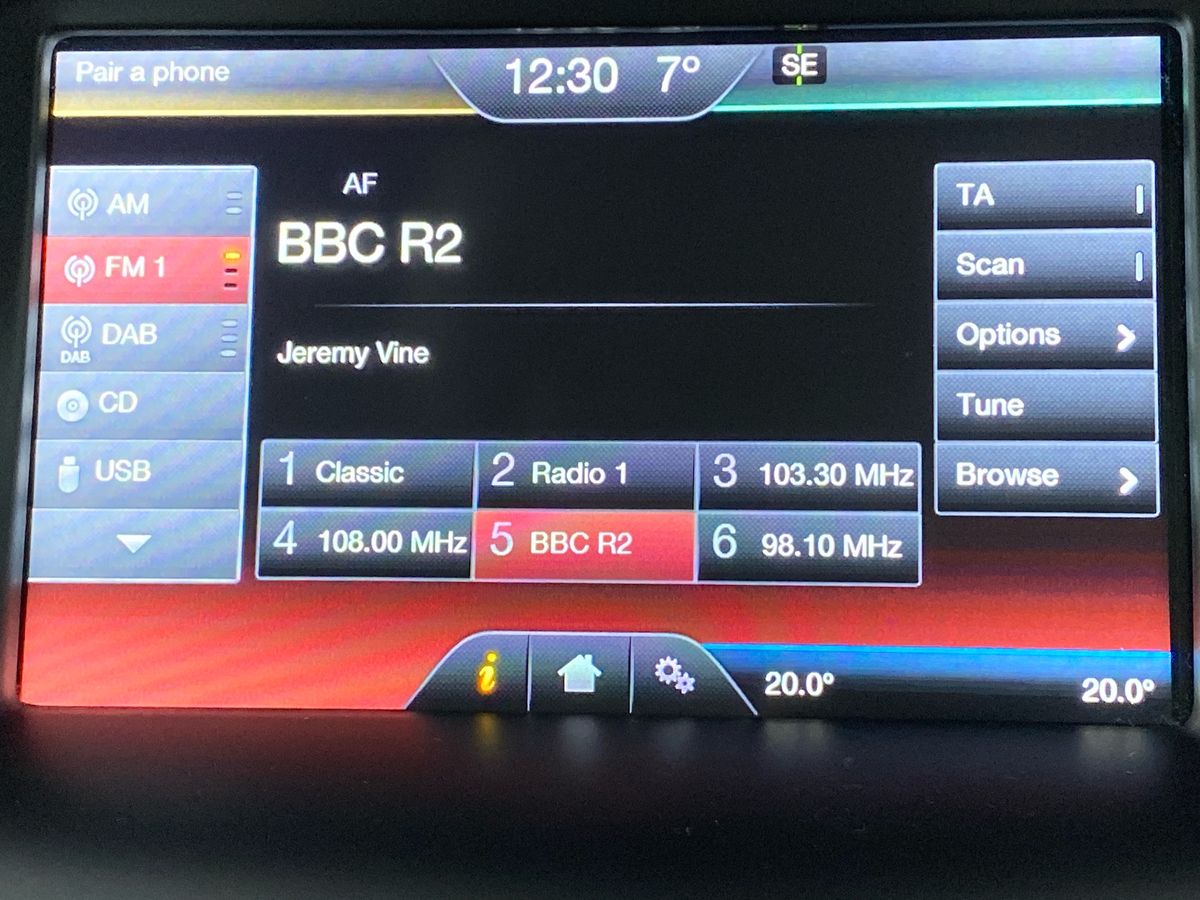 Pair a phone
12:30 7°
SE
AM
FM 1
DAB
DAB
CD
USB
AF
BBC R2
Jeremy Vine
1 Classic
2 Radio 1
3 103.30 MHz
4 108.00 MHz
5 BBC R2
6 98.10 MHz
TA
Scan
Options
Tune
Browse
i
20.0°
20.0°